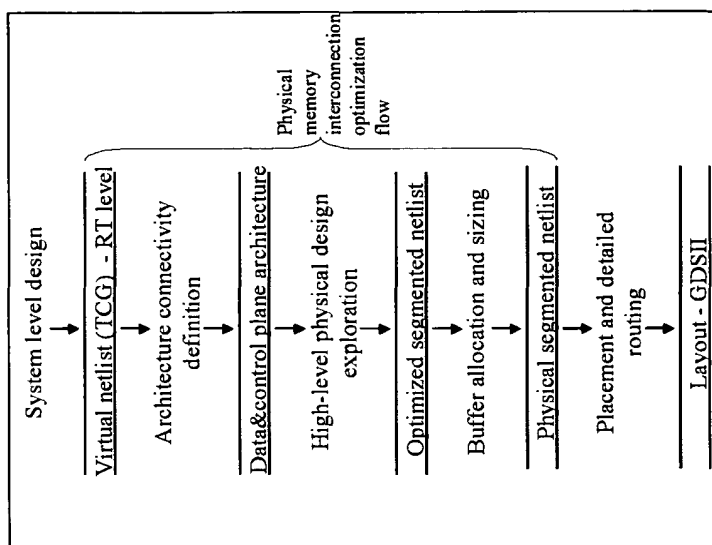 System level design
Virtual netlist (TCG) - RT level
Architecture connectivity
definition
Data&control plane architecture
High-level physical design
exploration
Optimized segmented netlist
Buffer allocation and sizing
Physical segmented netlist
Placement and detailed
routing
Layout - GDSII
Physical
memory
interconnection
optimization
flow